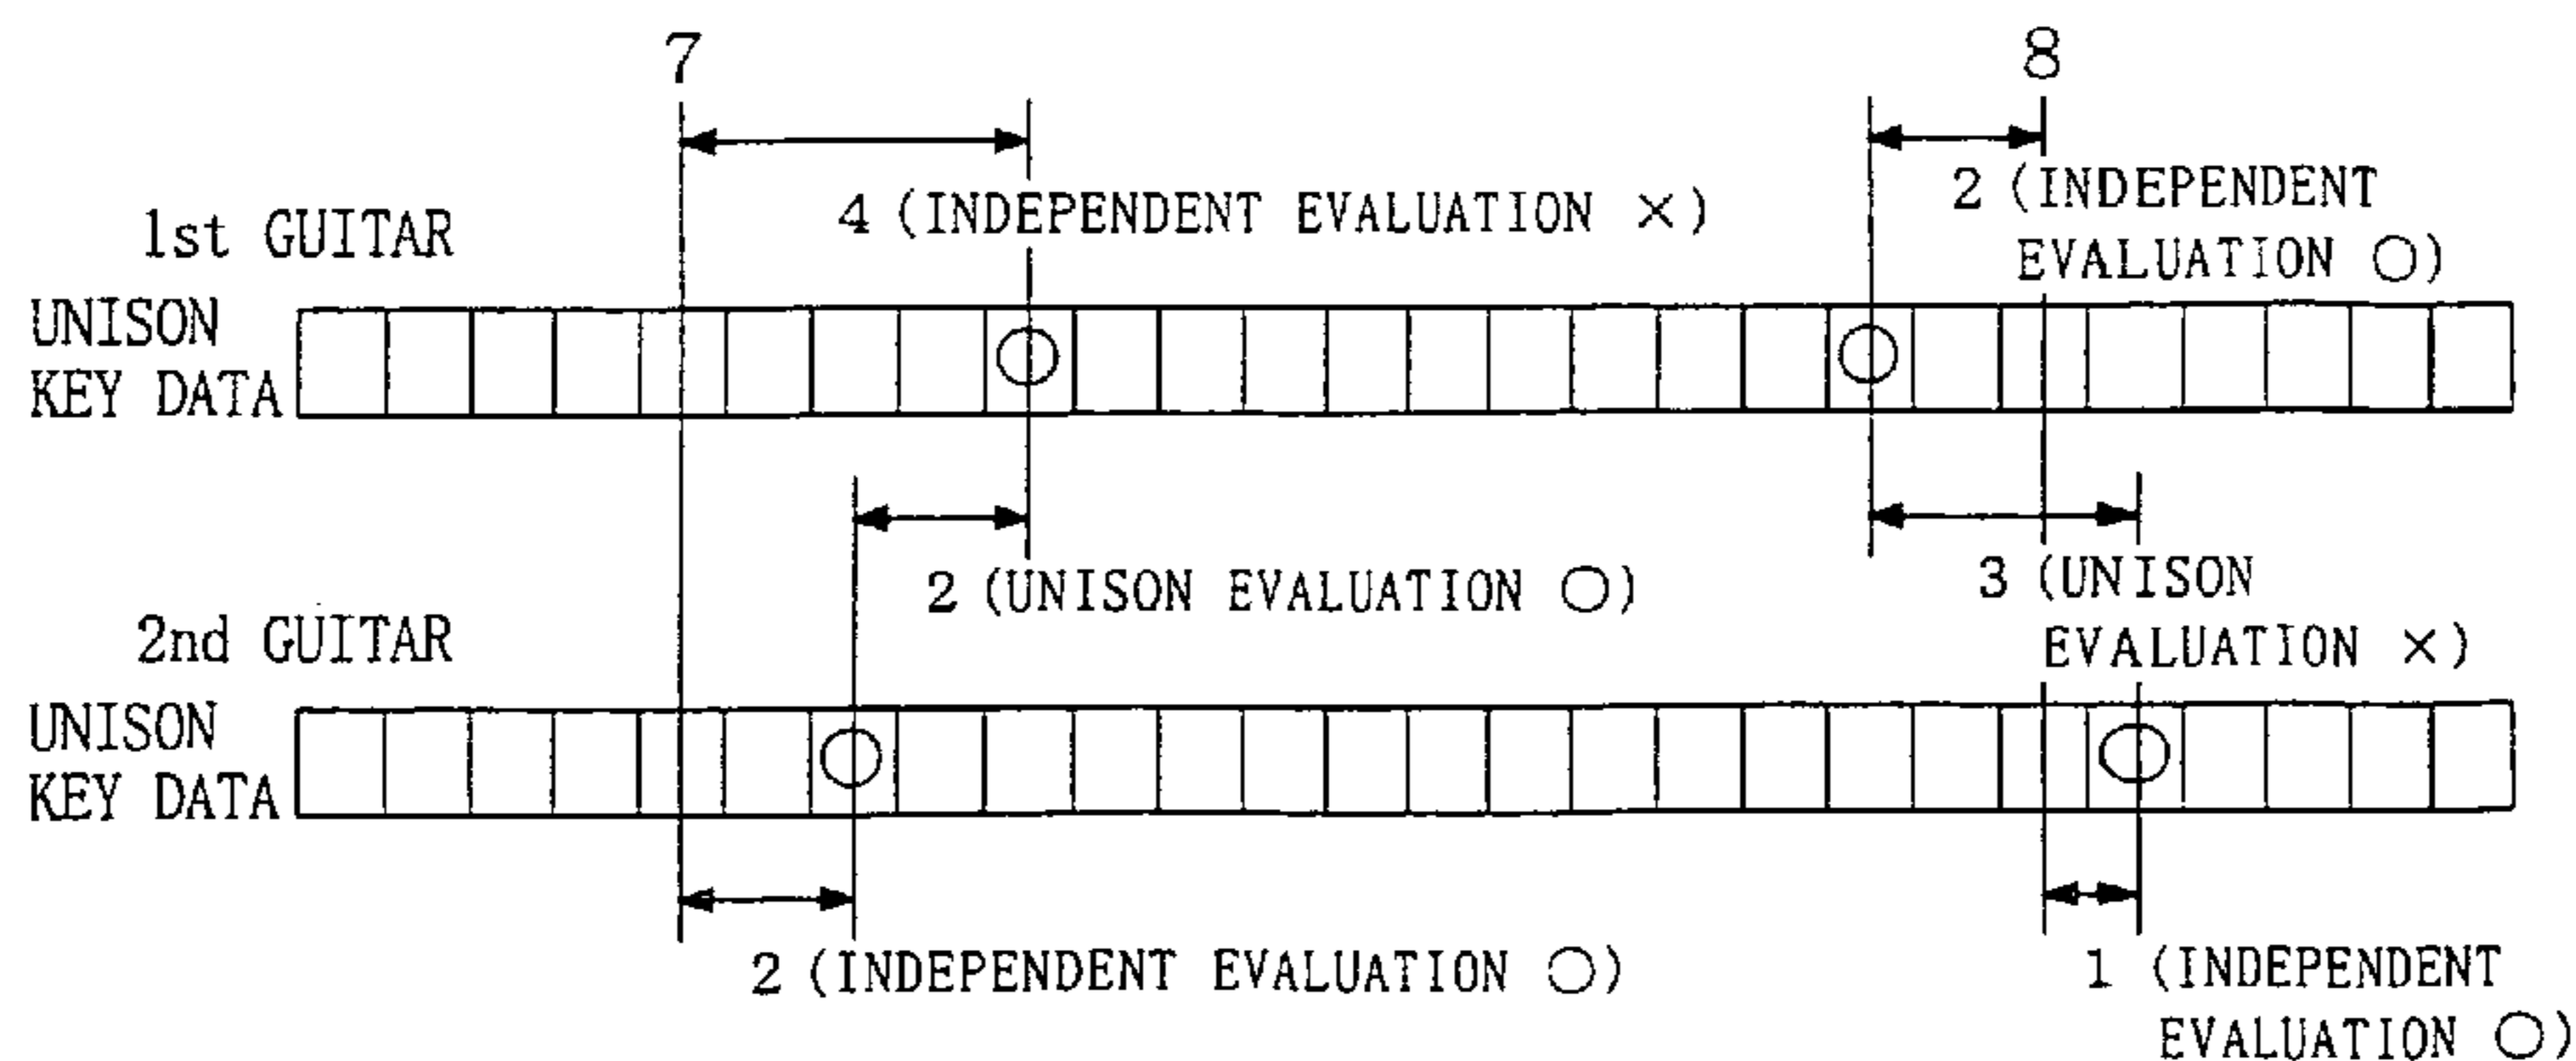 7
8
4 (INDEPENDENT EVALUATION ×)
2 (INDEPENDENT
EVALUATION ○)
1st GUITAR
UNISON
KEY DATA
2 (UNISON EVALUATION ○)
3 (UNISON
EVALUATION ×)
2nd GUITAR
UNISON
KEY DATA
2 (INDEPENDENT EVALUATION ○)
1 (INDEPENDENT
EVALUATION ○)